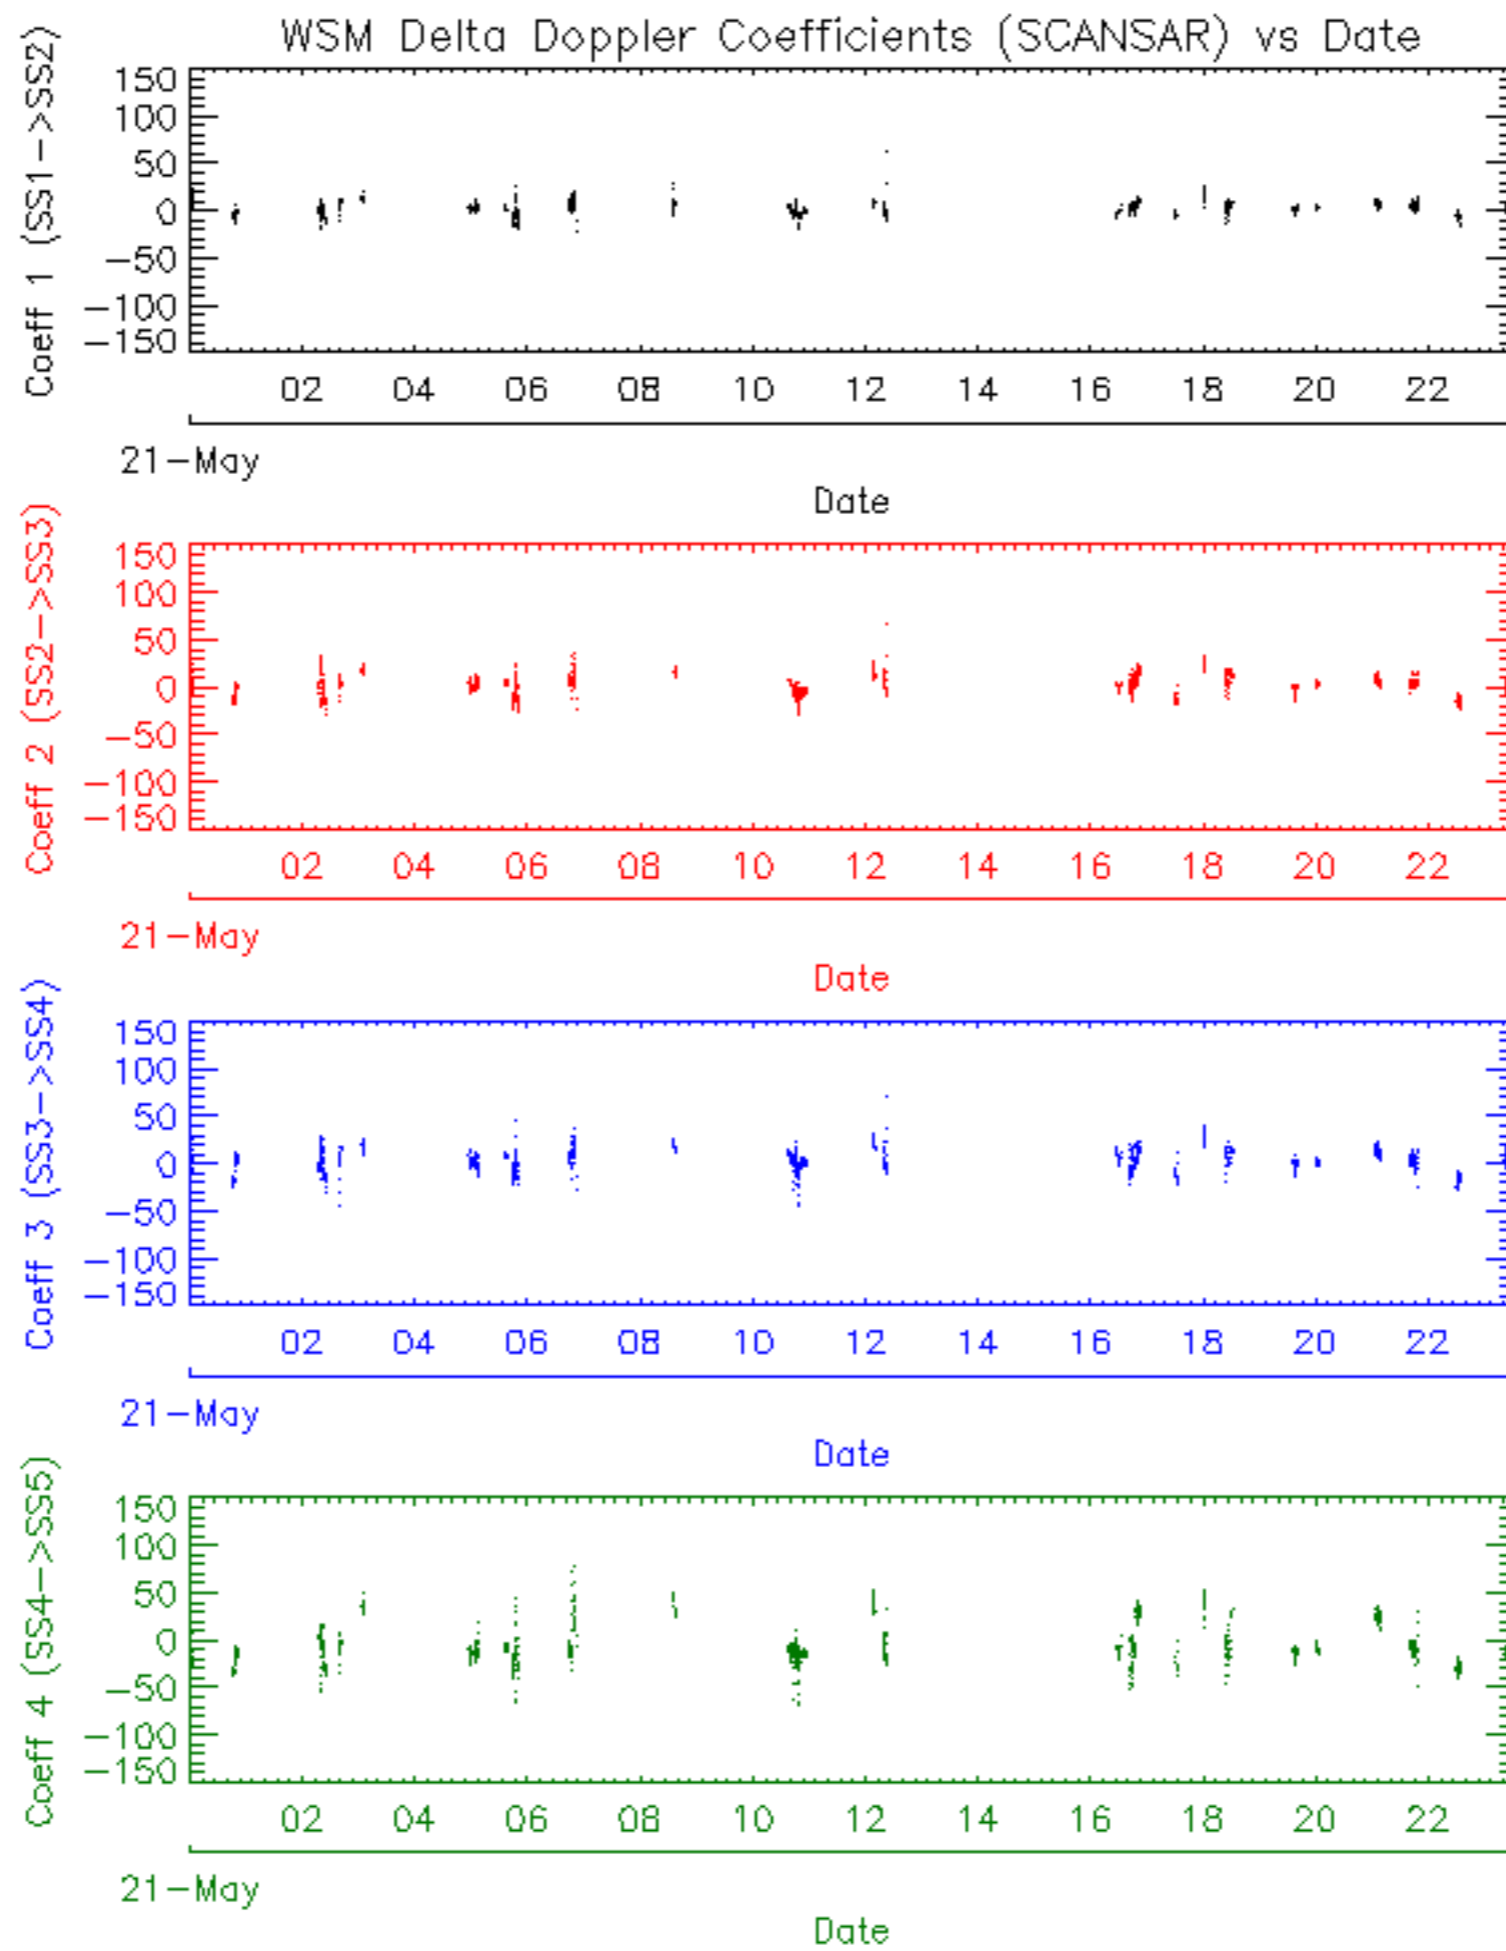 WSM Delta Doppler Coefficients (SCANSAR) vs Date
Coeff 1 (SS1->SS2)
150
100
50
0
-50
-100
-150
02 04 06 08 10 12 14 16 18 20 22
21-May
Date
Coeff 2 (SS2->SS3)
150
100
50
0
-50
-100
-150
02 04 06 08 10 12 14 16 18 20 22
21-May
Date
Coeff 3 (SS3->SS4)
150
100
50
0
-50
-100
-150
02 04 06 08 10 12 14 16 18 20 22
21-May
Date
Coeff 4 (SS4->SS5)
150
100
50
0
-50
-100
-150
02 04 06 08 10 12 14 16 18 20 22
21-May
Date